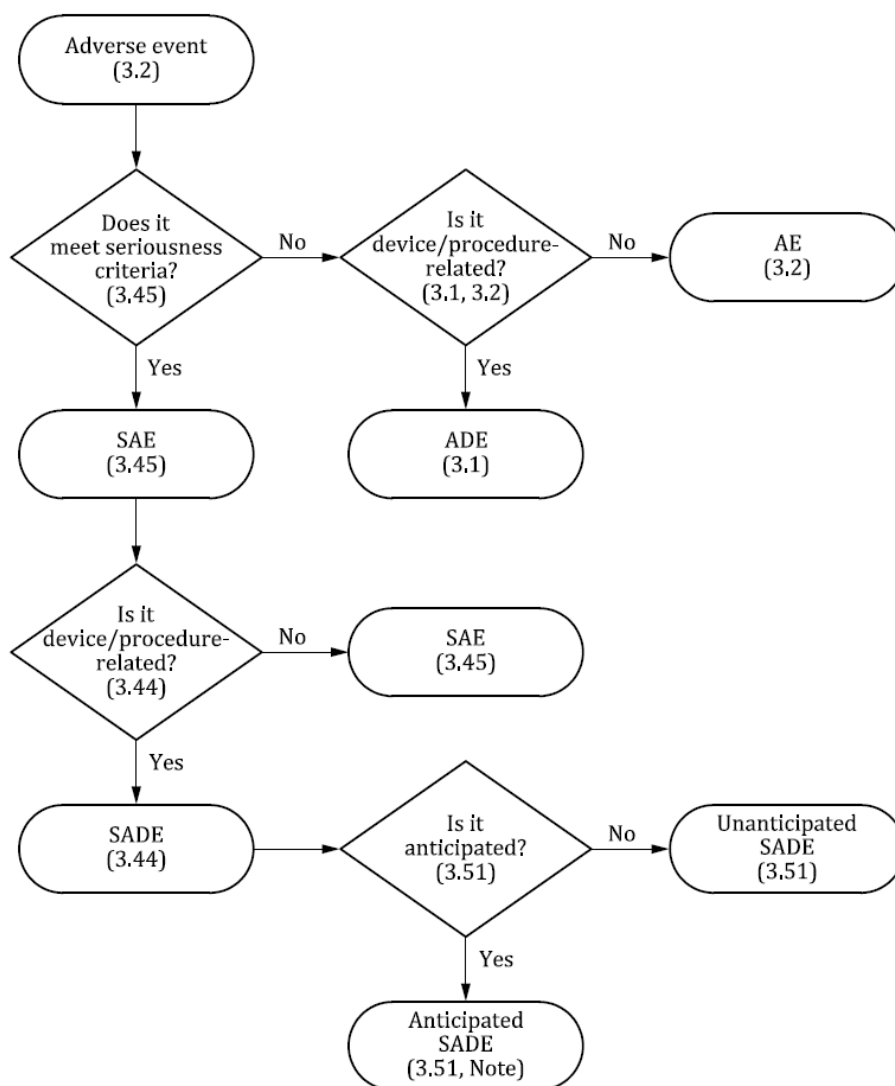 Adverse event
(3.2)
Does it
meet seriousness
criteria?
(3.45)
No
Is it
device/procedure-
related?
(3.1, 3.2)
No
AE
(3.2)
Yes
Yes
SAE
(3.45)
ADE
(3.1)
Is it
device/procedure-
related?
(3.44)
No
SAE
(3.45)
Yes
SADE
(3.44)
Is it
anticipated?
(3.51)
No
Unanticipated
SADE
(3.51)
Yes
Anticipated
SADE
(3.51, Note)